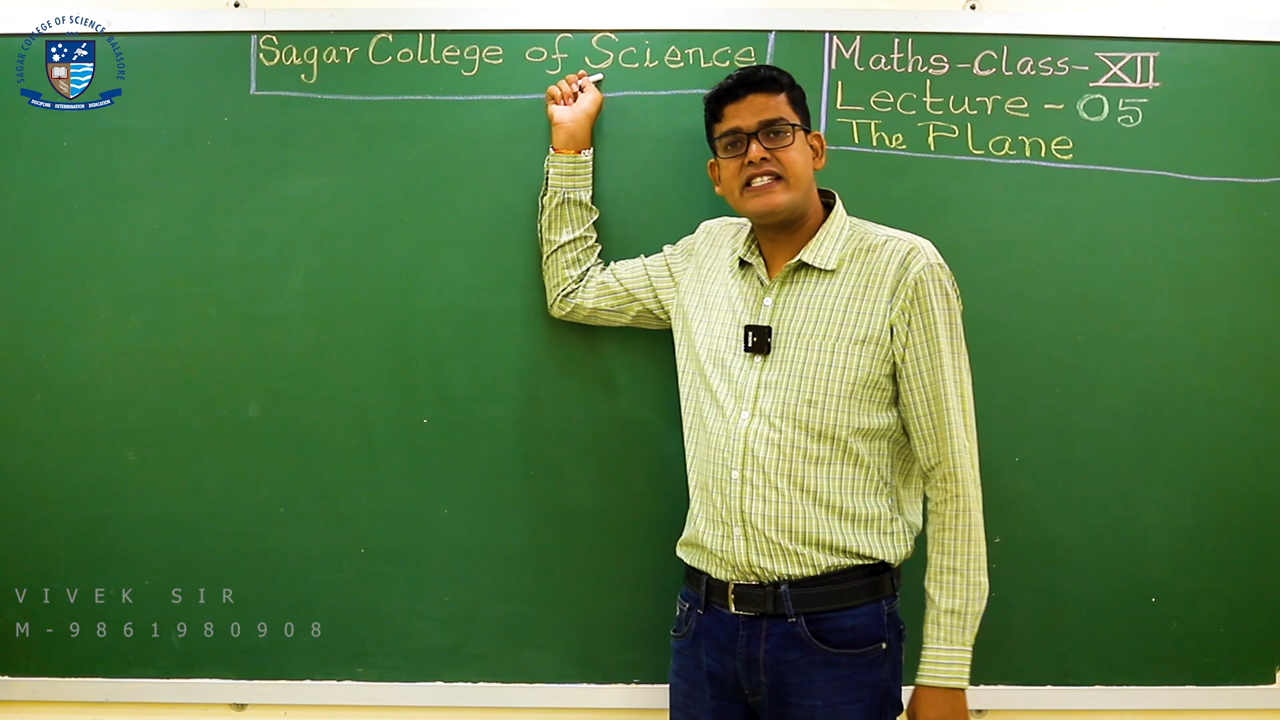 SAGAR COLLEGE OF SCIENCE, BALASORE
DISCIPLINE DETERMINATION DEDICATION
Sagar College of Science
Maths-Class-XII
Lecture-05
The Plane
VIVEK SIR
M-9861980908